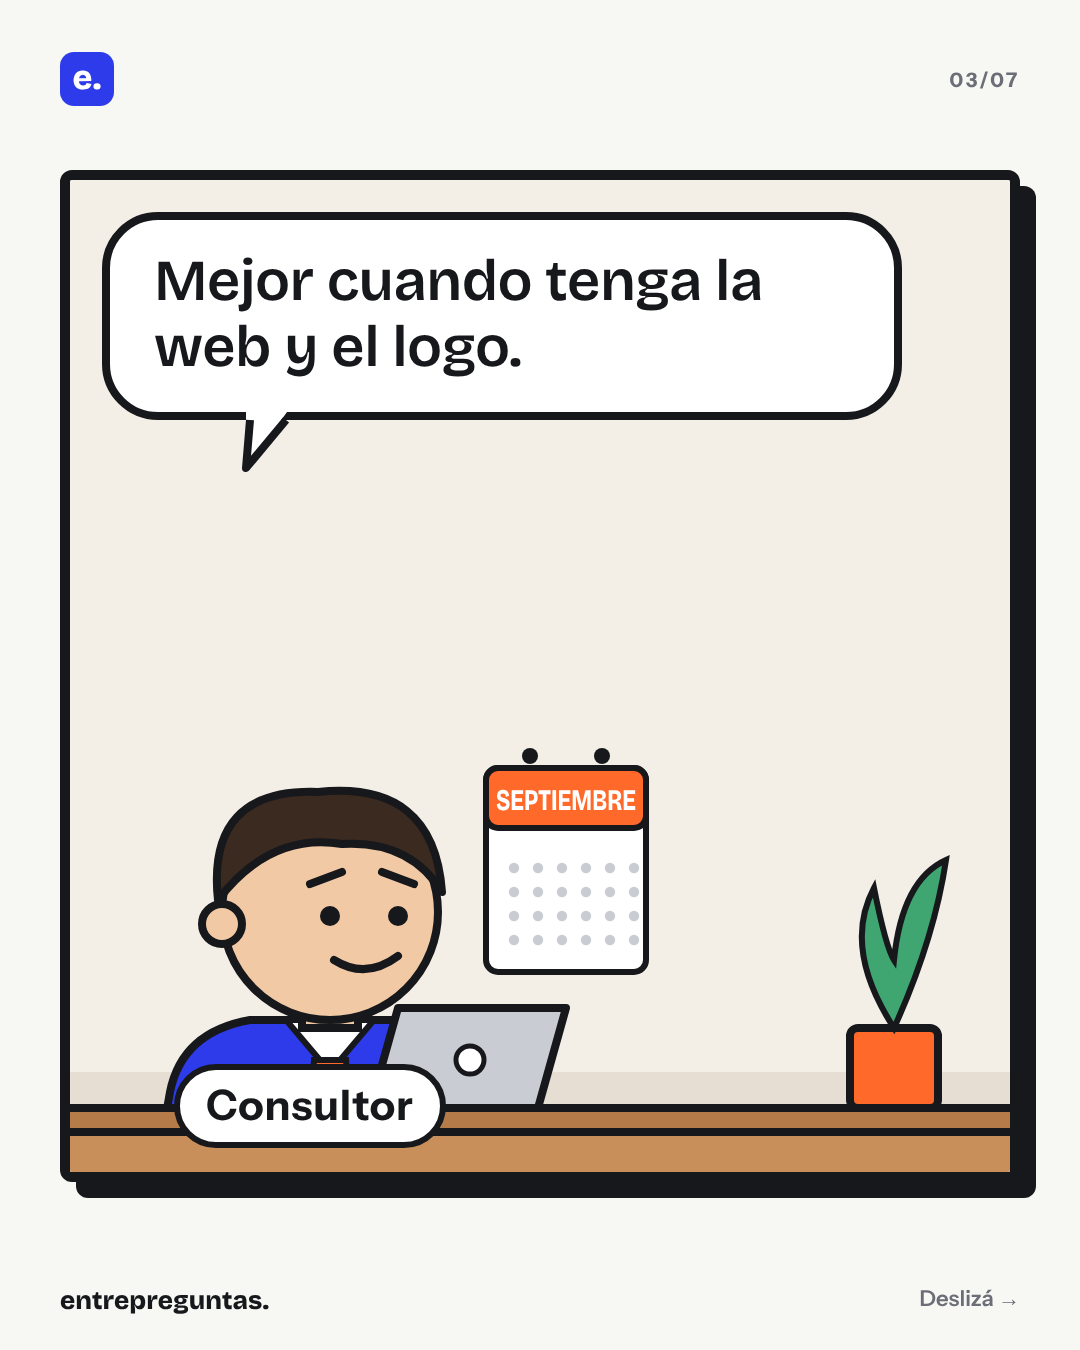 e.
03/07
Mejor cuando tenga la
web y el logo.
SEPTIEMBRE
Consultor
entrepreguntas.
Deslizá →